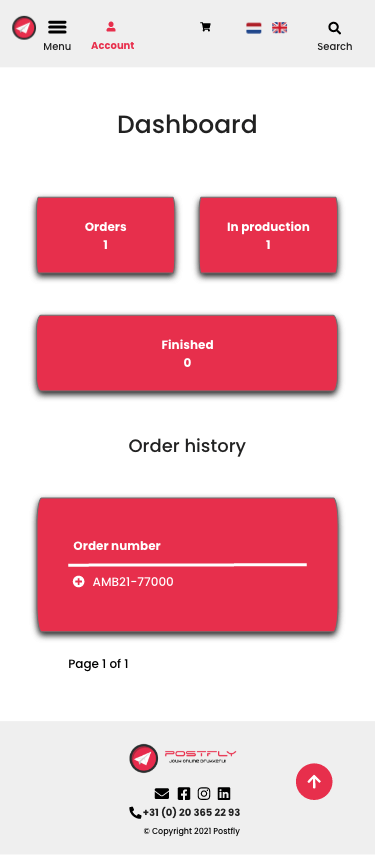 Menu
Account
Search
Dashboard
Orders
1
In production
1
Finished
0
Order history
Order number
AMB21-77000
Page 1 of 1
POSTFLY
JOUW ONLINE DRUKKERIJ!
+31 (0) 20 365 22 93
© Copyright 2021 Postfly